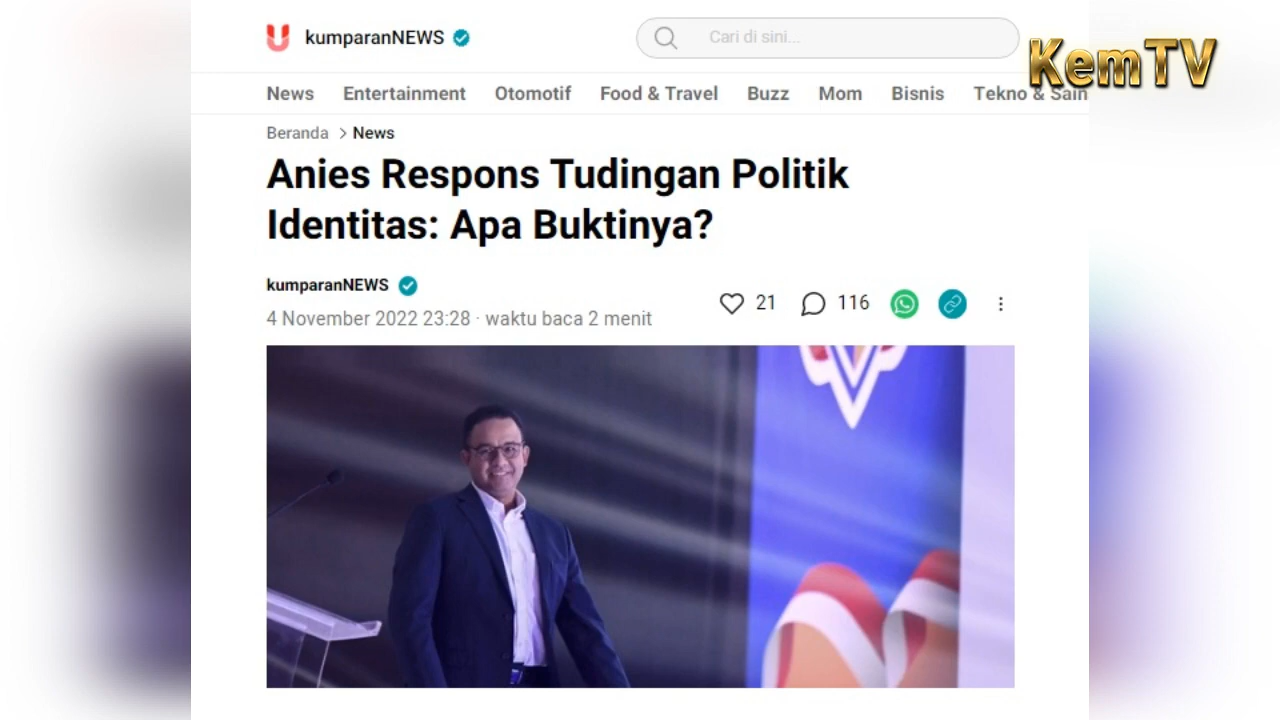 kumparanNEWS
Cari di sini...
KemTV
News Entertainment Otomotif Food & Travel Buzz Mom Bisnis Tekno & Sain
Beranda > News
Anies Respons Tudingan Politik
Identitas: Apa Buktinya?
kumparanNEWS
4 November 2022 23:28 · waktu baca 2 menit
21 116